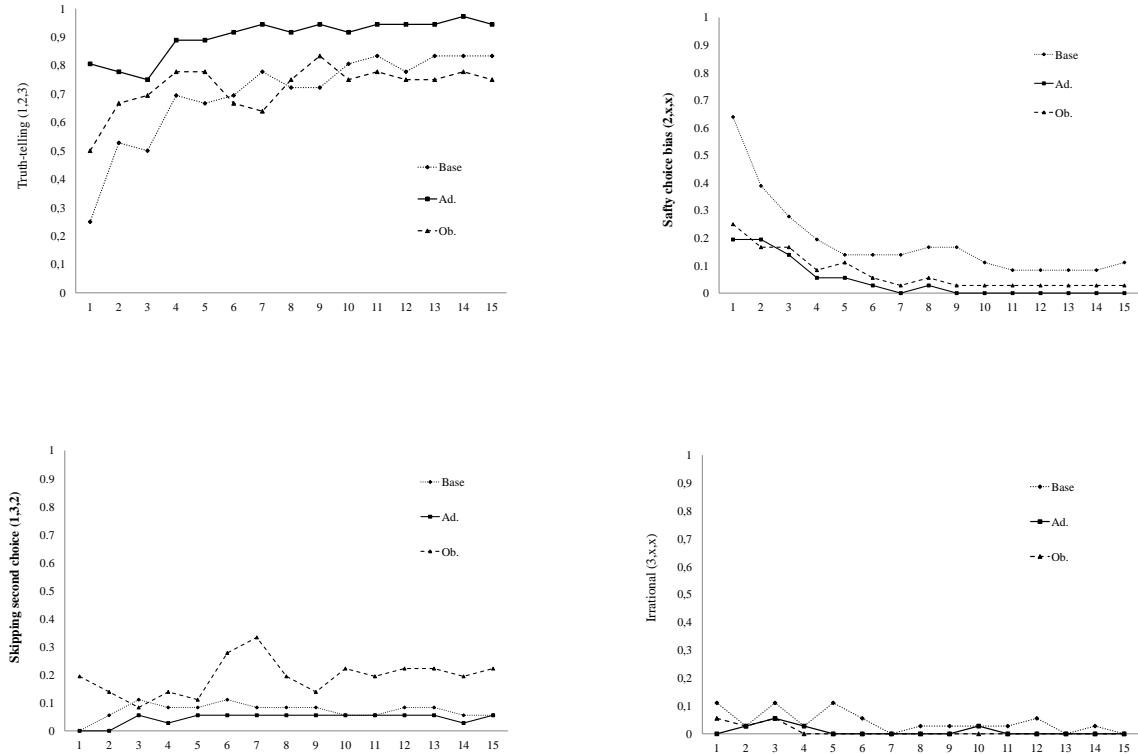 Truth-telling (1,2,3)
1
0,9
0,8
0,7
0,6
0,5
0,4
0,3
0,2
0,1
0
1 2 3 4 5 6 7 8 9 10 11 12 13 14 15
Base
Ad.
Ob.
Safty choice bias (2,x,x)
1
0.9
0.8
0.7
0.6
0.5
0.4
0.3
0.2
0.1
0
1 2 3 4 5 6 7 8 9 10 11 12 13 14 15
Base
Ad.
Ob.
Skipping second choice (1,3,2)
1
0.9
0.8
0.7
0.6
0.5
0.4
0.3
0.2
0.1
0
1 2 3 4 5 6 7 8 9 10 11 12 13 14 15
Base
Ad.
Ob.
Irrational (3,x,x)
1
0,9
0,8
0,7
0,6
0,5
0,4
0,3
0,2
0,1
0
1 2 3 4 5 6 7 8 9 10 11 12 13 14 15
Base
Ad.
Ob.